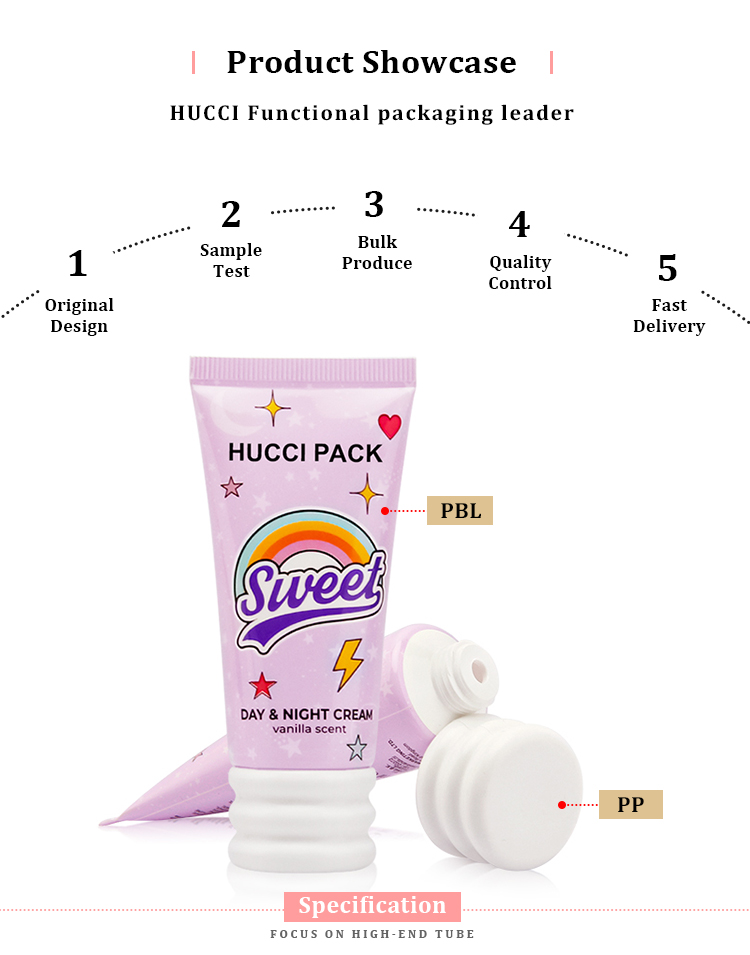 Product Showcase
HUCCI Functional packaging leader
1
Original
Design
2
Sample
Test
3
Bulk
Produce
4
Quality
Control
5
Fast
Delivery
HUCCI PACK
PBL
Sweet
DAY & NIGHT CREAM
vanilla scent
PP
Specification
FOCUS ON HIGH-END TUBE